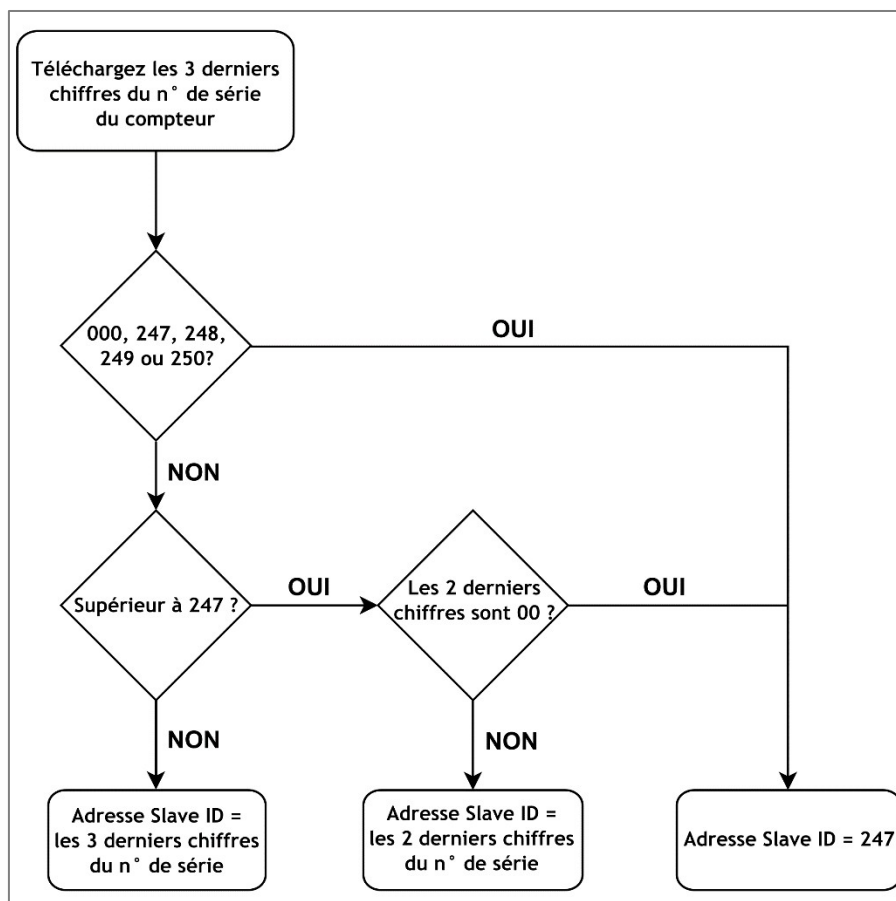 Téléchargez les 3 derniers
chiffres du n° de série
du compteur
000, 247, 248,
249 ou 250?
OUI
NON
Supérieur à 247 ?
OUI
Les 2 derniers
chiffres sont 00 ?
OUI
NON
NON
Adresse Slave ID =
les 3 derniers chiffres
du n° de série
Adresse Slave ID =
les 2 derniers chiffres
du n° de série
Adresse Slave ID = 247